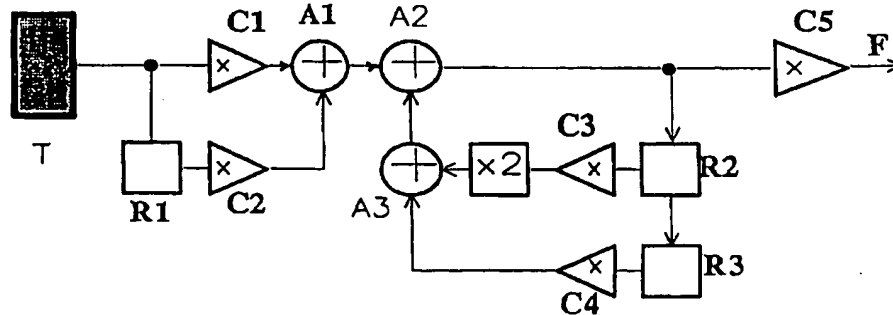 C1 A1 A2 C5
× + + × F
T
C3
× + ×2 × R2
R1 C2 A3
× R3
C4